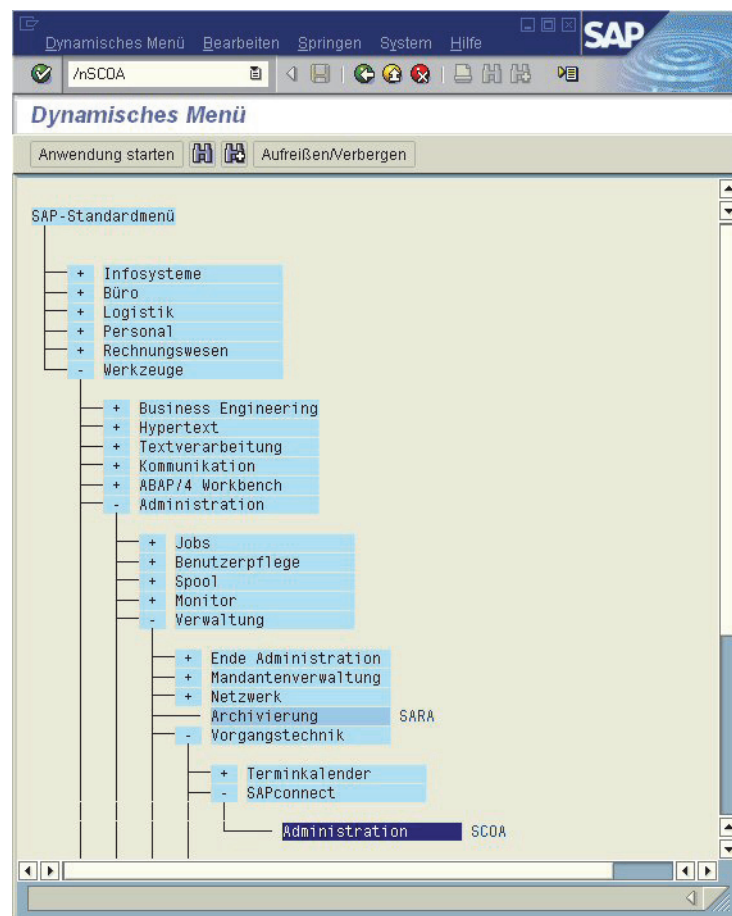 Dynamisches Menü Bearbeiten Springen System Hilfe
SAP
/nSCOA
Dynamisches Menü
Anwendung starten Aufreißen/Verbergen
SAP-Standardmenü
+ Infosysteme
+ Büro
+ Logistik
+ Personal
+ Rechnungswesen
- Werkzeuge
+ Business Engineering
+ Hypertext
+ Textverarbeitung
+ Kommunikation
+ ABAP/4 Workbench
- Administration
+ Jobs
+ Benutzerpflege
+ Spool
+ Monitor
- Verwaltung
+ Ende Administration
+ Mandantenverwaltung
+ Netzwerk
Archivierung SARA
- Vorgangstechnik
+ Terminkalender
- SAPconnect
Administration SCOA